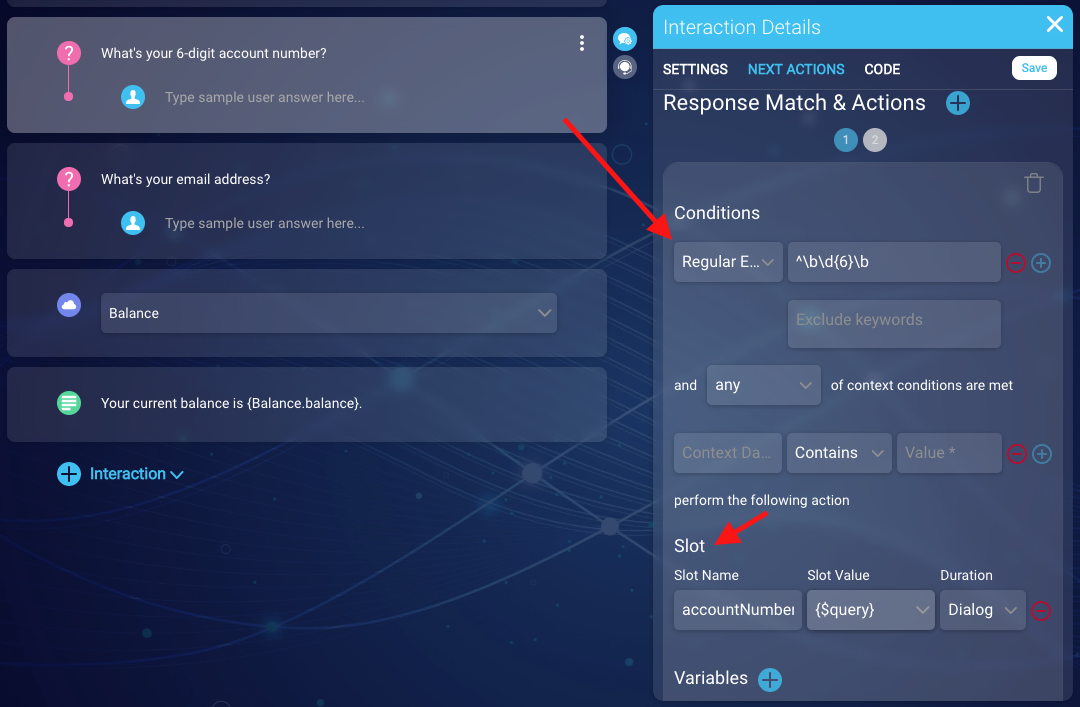 What's your 6-digit account number?
Type sample user answer here...
What's your email address?
Type sample user answer here...
Balance
Your current balance is {Balance.balance}.
Interaction
Interaction Details
SETTINGS NEXT ACTIONS CODE Save
Response Match & Actions
1 2
Conditions
Regular E... ^\b\d{6}\b
Exclude keywords
and any of context conditions are met
Context Da... Contains Value *
perform the following action
Slot
Slot Name Slot Value Duration
accountNumber {$query} Dialog
Variables